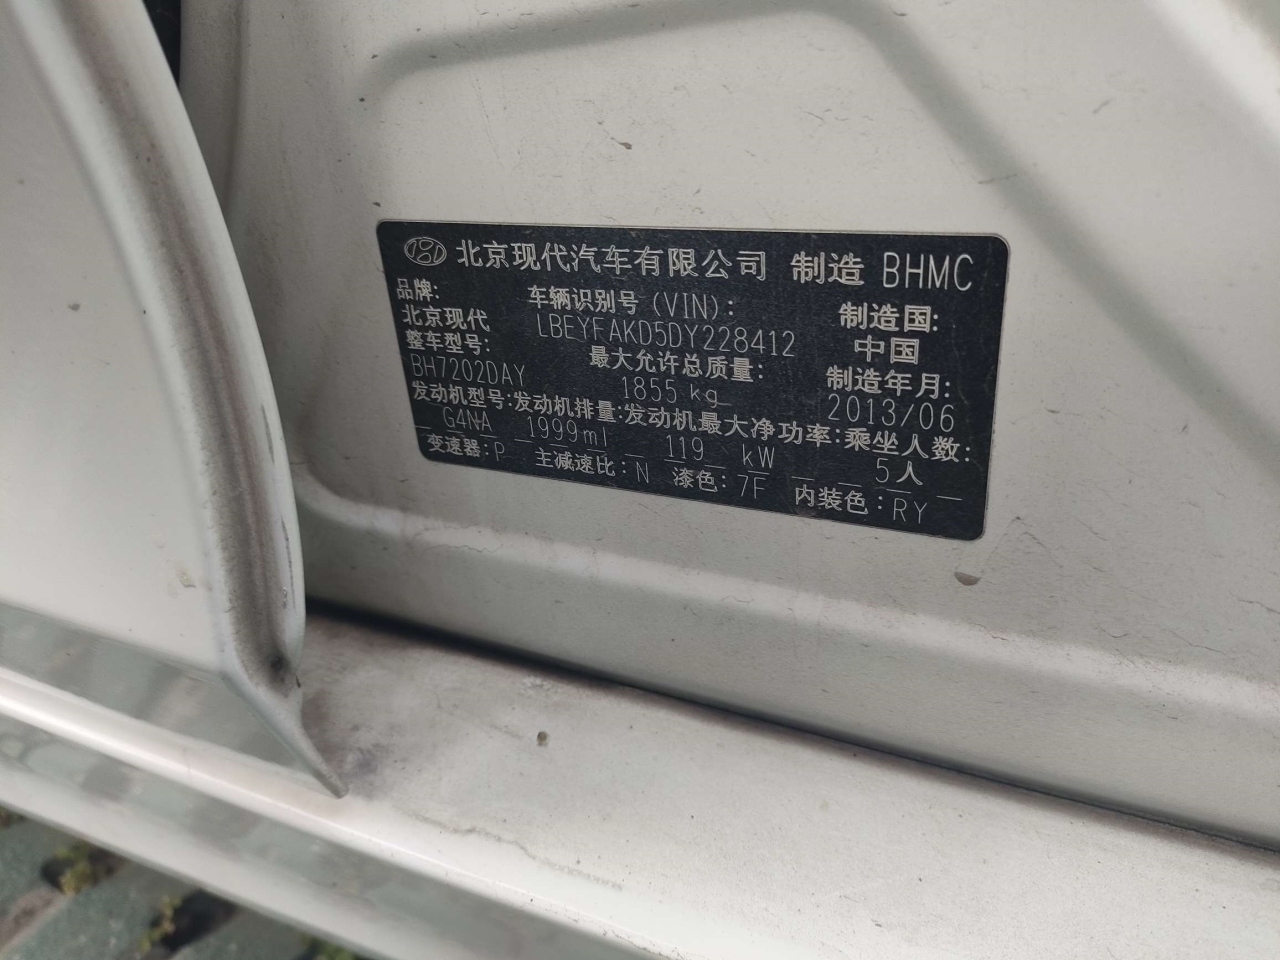 北京现代汽车有限公司 制造 BHMC
品牌: 车辆识别号 (VIN): 制造国:
北京现代 LBEYFAKD5DY228412 中国
整车型号: 最大允许总质量: 制造年月:
BH7202DAY 1855 kg 2013/06
发动机型号: 发动机排量: 发动机最大净功率: 乘坐人数:
G4NA 1999ml 119 kW 5人
变速器: P 主减速比: N 漆色: 7F 内装色: RY